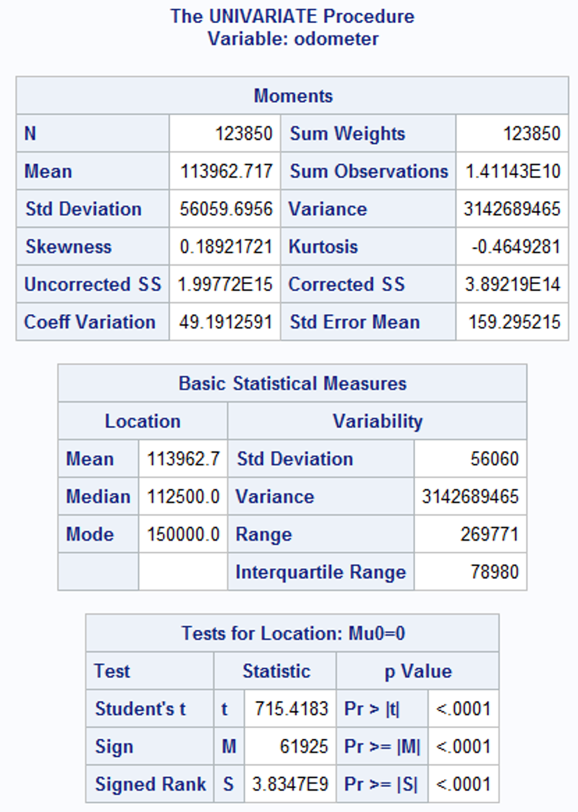 The UNIVARIATE Procedure
Variable: odometer
Moments
N 123850 Sum Weights 123850
Mean 113962.717 Sum Observations 1.41143E10
Std Deviation 56059.6956 Variance 3142689465
Skewness 0.18921721 Kurtosis -0.4649281
Uncorrected SS 1.99772E15 Corrected SS 3.89219E14
Coeff Variation 49.1912591 Std Error Mean 159.295215
Basic Statistical Measures
Location Variability
Mean 113962.7 Std Deviation 56060
Median 112500.0 Variance 3142689465
Mode 150000.0 Range 269771
Interquartile Range 78980
Tests for Location: Mu0=0
Test Statistic p Value
Student's t t 715.4183 Pr > |t| <.0001
Sign M 61925 Pr >= |M| <.0001
Signed Rank S 3.8347E9 Pr >= |S| <.0001